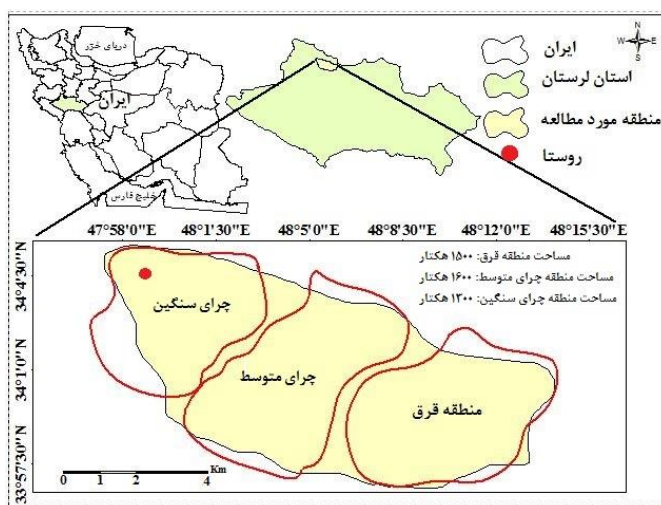 دریای خزر
ایران
خلیج فارس
N
W E
S
ایران
استان لرستان
منطقه مورد مطالعه
روستا
47°58'0"E 48°1'30"E 48°5'0"E 48°8'30"E 48°12'0"E 48°15'30"E
34°4'30"N
34°1'0"N
33°57'30"N
مساحت منطقه قرق: ۱۵۰۰ هکتار
مساحت منطقه چرای متوسط: ۱۶۰۰ هکتار
مساحت منطقه چرای سنگین: ۱۳۰۰ هکتار
چرای سنگین
چرای متوسط
منطقه قرق
Km
0 2 4